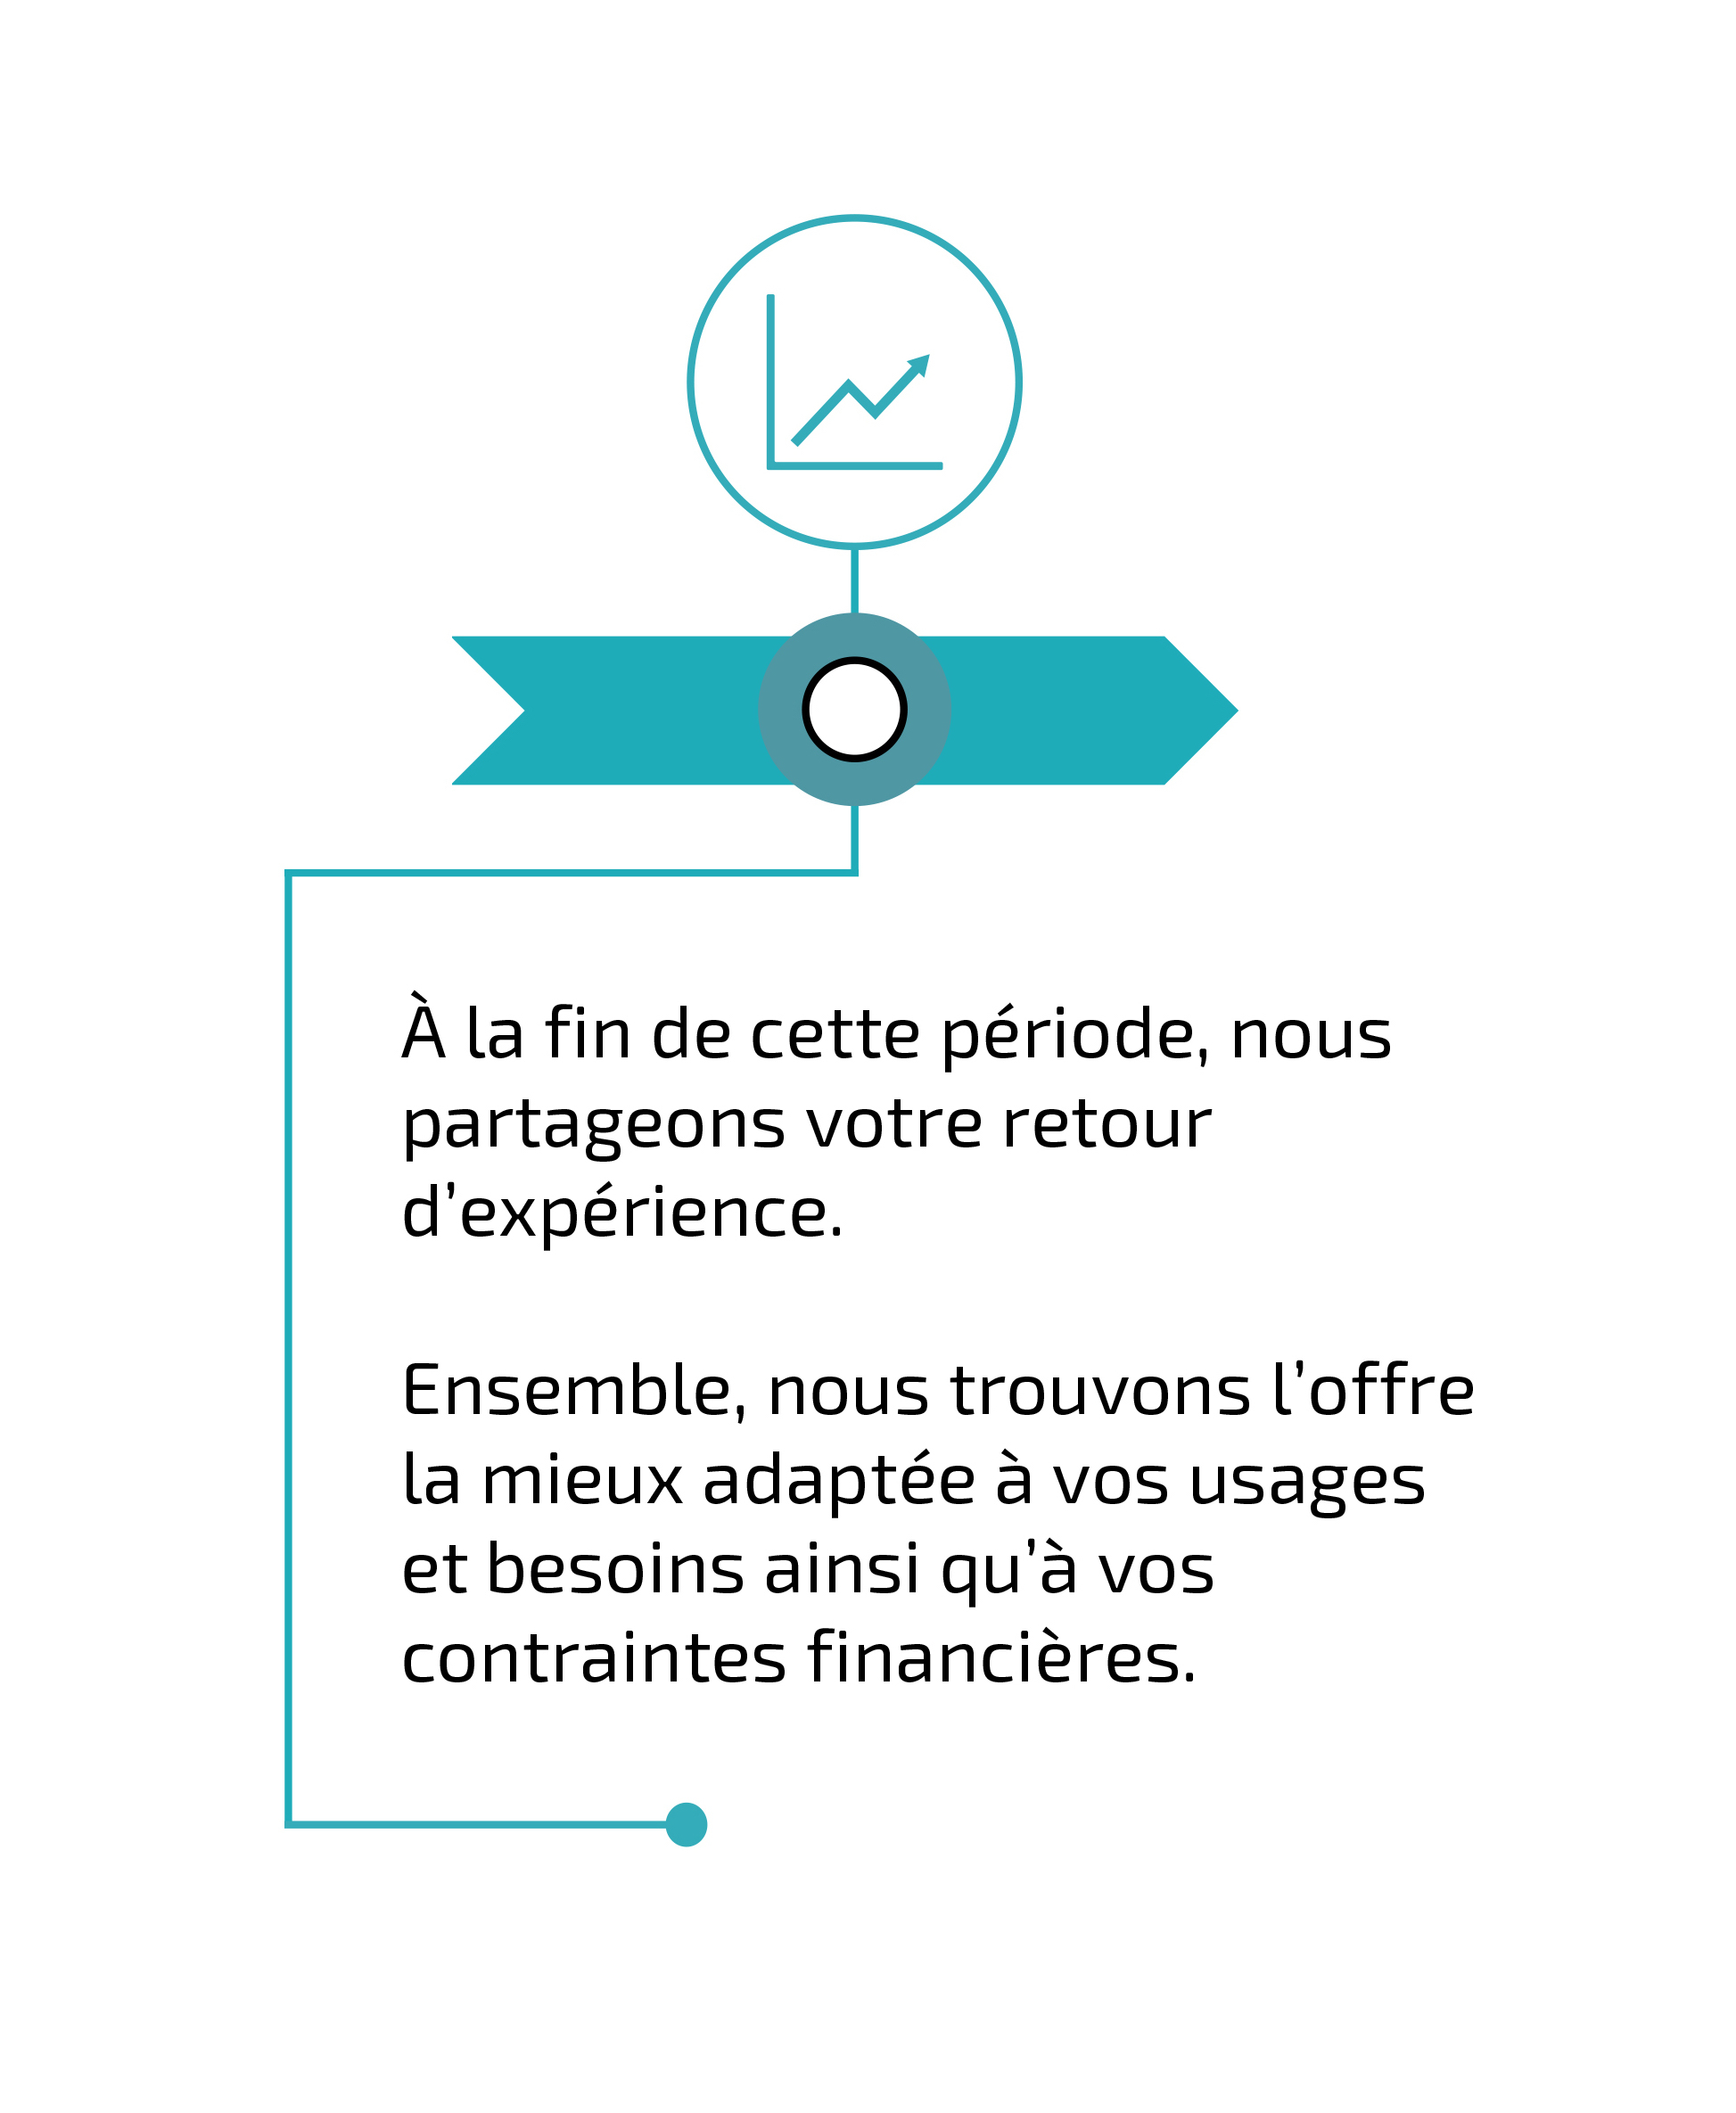 À la fin de cette période, nous
partageons votre retour
d’expérience.
Ensemble, nous trouvons l’offre
la mieux adaptée à vos usages
et besoins ainsi qu’à vos
contraintes financières.